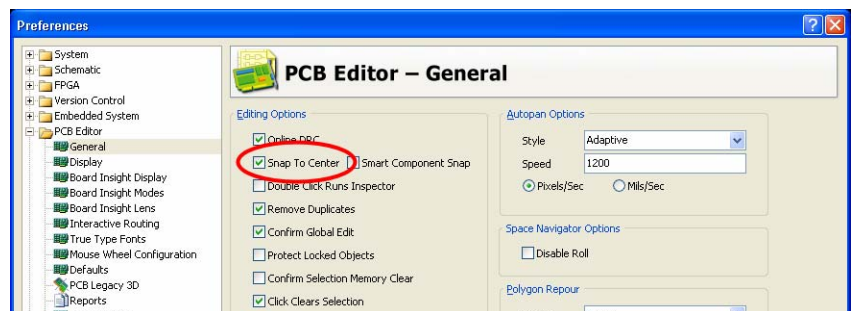 Preferences
System
Schematic
FPGA
Version Control
Embedded System
PCB Editor
General
Display
Board Insight Display
Board Insight Modes
Board Insight Lens
Interactive Routing
True Type Fonts
Mouse Wheel Configuration
Defaults
PCB Legacy 3D
Reports
PCB Editor – General
Editing Options
Online DRC
Snap To Center Smart Component Snap
Double Click Runs Inspector
Remove Duplicates
Confirm Global Edit
Protect Locked Objects
Confirm Selection Memory Clear
Click Clears Selection
Autopan Options
Style Adaptive
Speed 1200
Pixels/Sec Mils/Sec
Space Navigator Options
Disable Roll
Polygon Repour